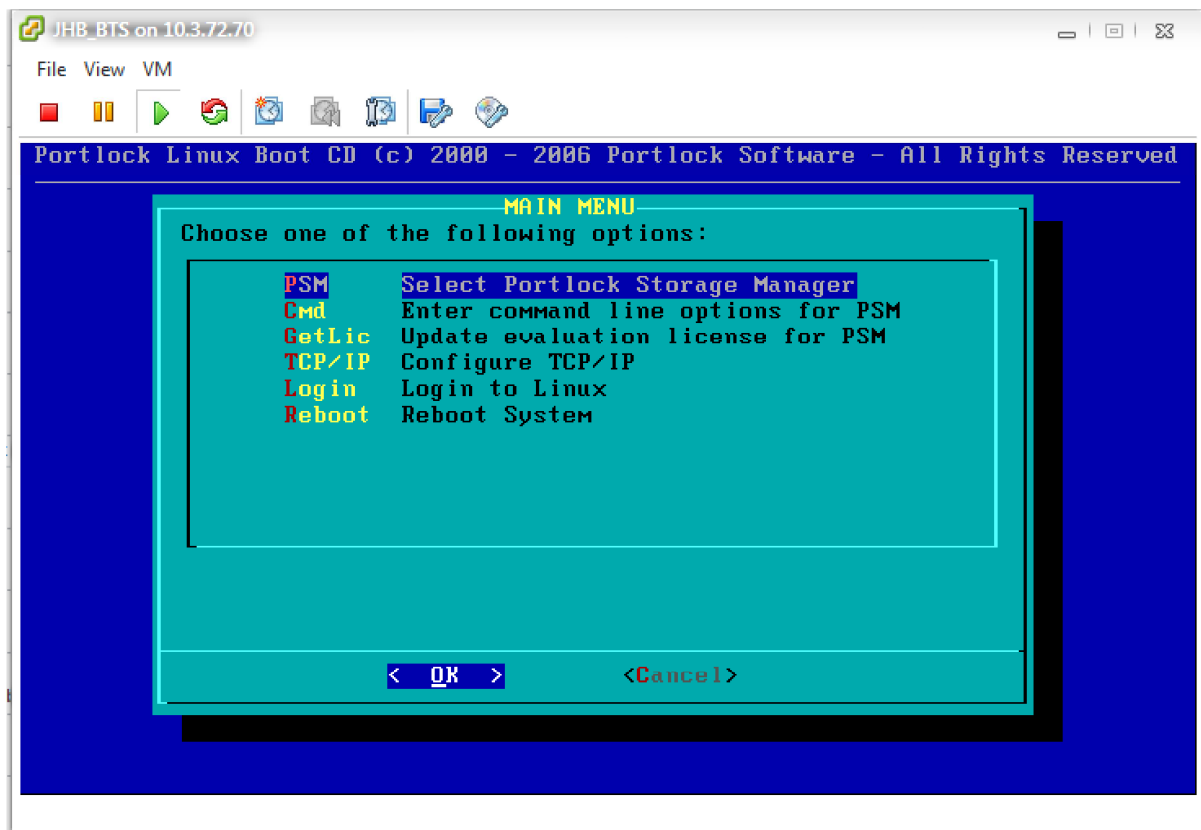 JHB_BTS on 10.3.72.70
File View VM
Portlock Linux Boot CD (c) 2000 - 2006 Portlock Software - All Rights Reserved
MAIN MENU
Choose one of the following options:
PSM Select Portlock Storage Manager
Cmd Enter command line options for PSM
GetLic Update evaluation license for PSM
TCP/IP Configure TCP/IP
Login Login to Linux
Reboot Reboot System
< OK > <Cancel>